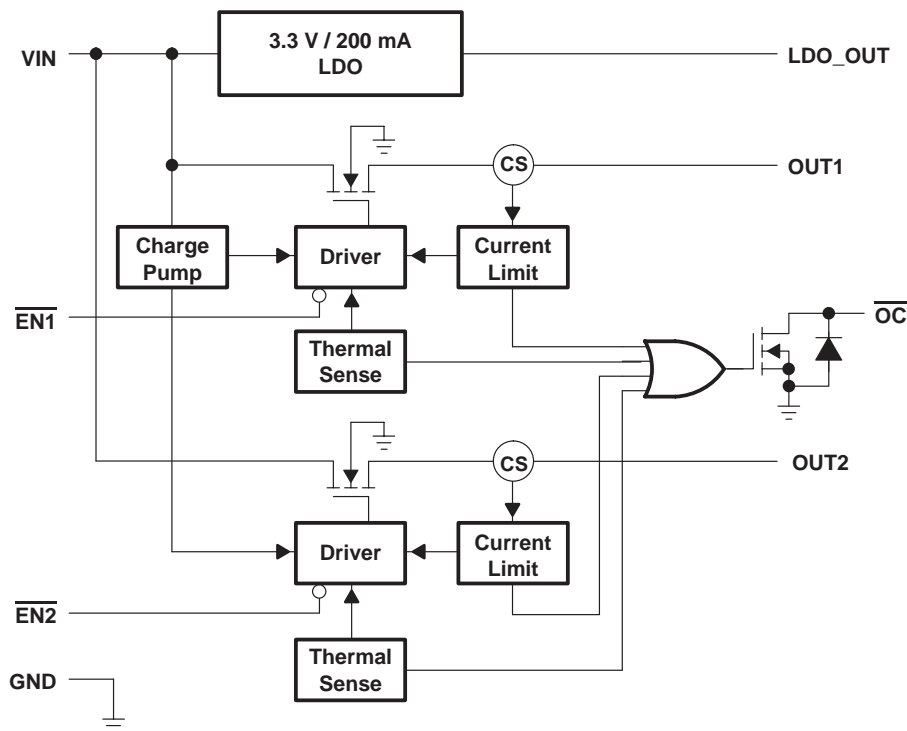 3.3 V / 200 mA
LDO
VIN
LDO_OUT
CS
OUT1
Charge
Pump
Driver
Current
Limit
EN1
OC
Thermal
Sense
CS
OUT2
Driver
Current
Limit
EN2
Thermal
Sense
GND